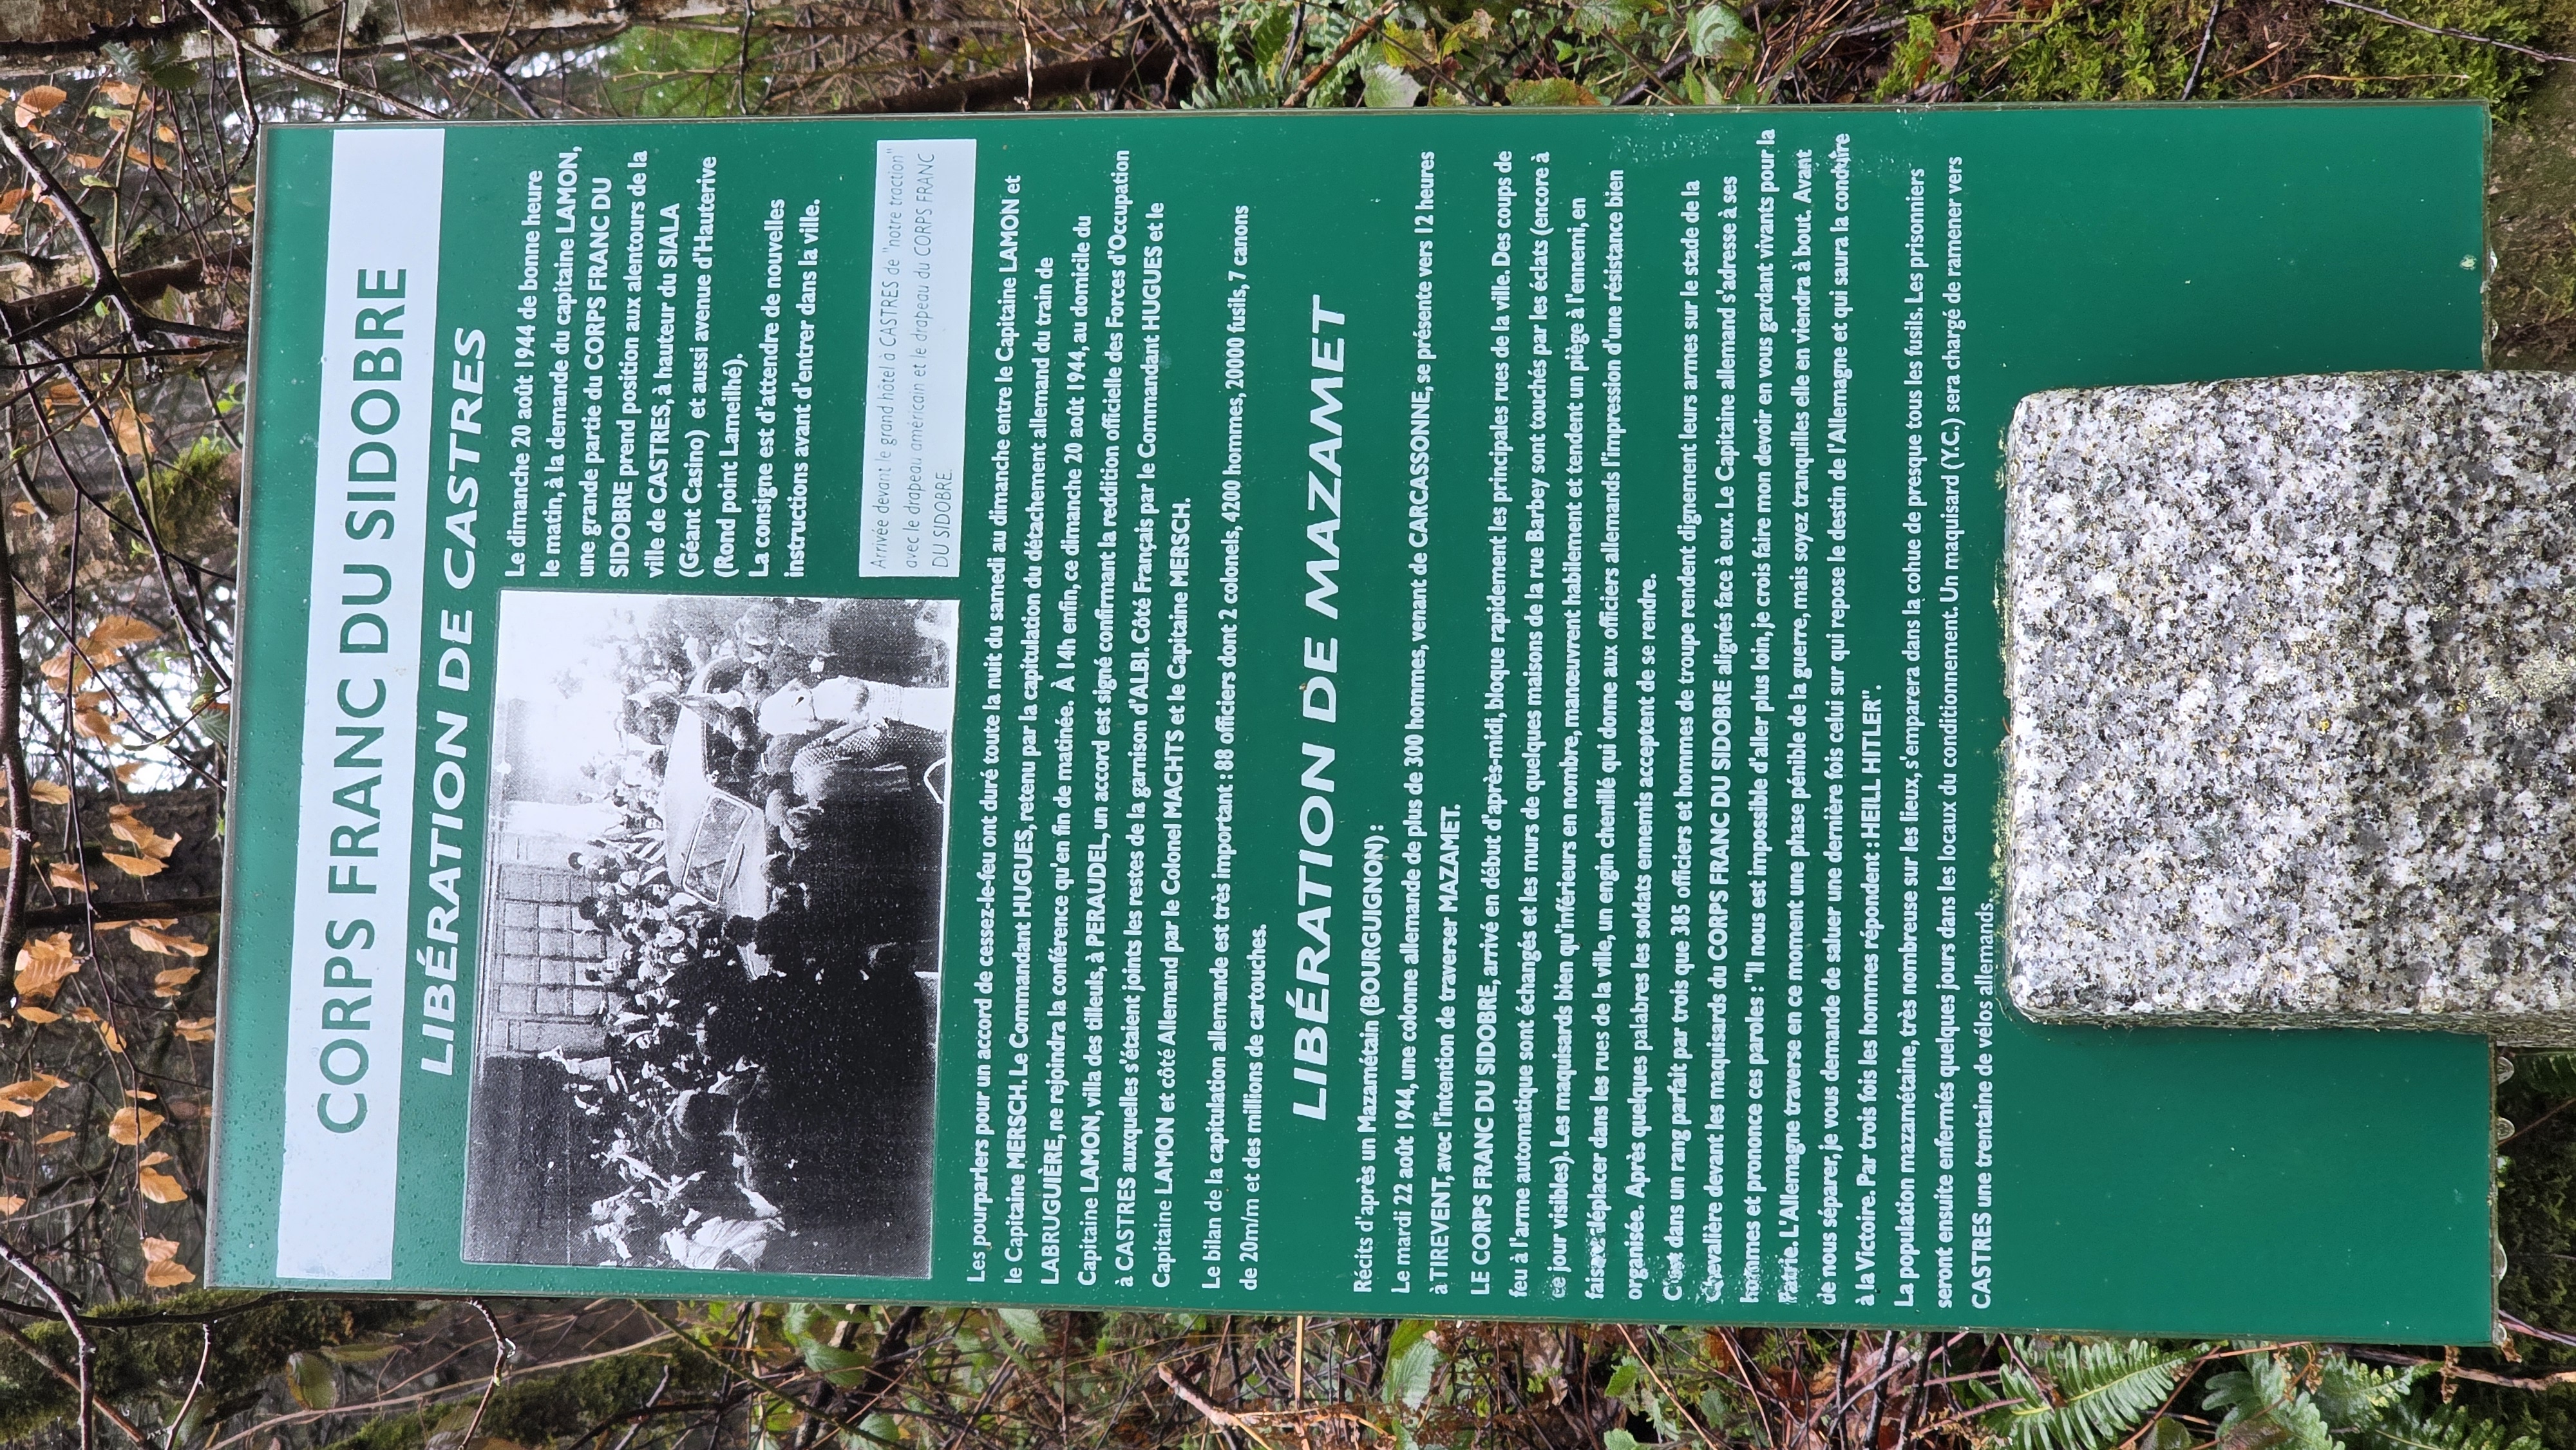 CORPS FRANC DU SIDOBRE
LIBÉRATION DE CASTRES
Le dimanche 20 août 1944 de bonne heure
le matin, à la demande du capitaine LAMON,
une grande partie du CORPS FRANC DU
SIDOBRE prend position aux alentours de la
ville de CASTRES, à hauteur du SIALA
(Géant Casino) et aussi avenue d'Hauterive
(Rond point Lameilhé).
La consigne est d'attendre de nouvelles
instructions avant d'entrer dans la ville.
Arrivée devant le grand hôtel à CASTRES de "notre traction"
avec le drapeau américain et le drapeau du CORPS FRANC
DU SIDOBRE.
Les pourparlers pour un accord de cessez-le-feu ont duré toute la nuit du samedi au dimanche entre le Capitaine LAMON et
le Capitaine MERSCH. Le Commandant HUGUES, retenu par la capitulation du détachement allemand du train de
LABRUGUIÈRE, ne rejoindra la conférence qu'en fin de matinée. À 14h enfin, ce dimanche 20 août 1944, au domicile du
Capitaine LAMON, villa des tilleuls, à PERAUDEL, un accord est signé confirmant la reddition officielle des Forces d'Occupation
à CASTRES auxquelles s'étaient joints les restes de la garnison d'ALBI. Côté Français par le Commandant HUGUES et le
Capitaine LAMON et côté Allemand par le Colonel MACHTS et le Capitaine MERSCH.
Le bilan de la capitulation allemande est très important : 88 officiers dont 2 colonels, 4200 hommes, 20000 fusils, 7 canons
de 20m/m et des millions de cartouches.
LIBÉRATION DE MAZAMET
Récits d'après un Mazamétain (BOURGUIGNON) :
Le mardi 22 août 1944, une colonne allemande de plus de 300 hommes, venant de CARCASSONNE, se présente vers 12 heures
à TIREVENT, avec l'intention de traverser MAZAMET.
LE CORPS FRANC DU SIDOBRE, arrivé en début d'après-midi, bloque rapidement les principales rues de la ville. Des coups de
feu à l'arme automatique sont échangés et les murs de quelques maisons de la rue Barbey sont touchés par les éclats (encore à
ce jour visibles). Les maquisards bien qu'inférieurs en nombre, manœuvrent habilement et tendent un piège à l'ennemi, en
faisant déplacer dans les rues de la ville, un engin chenillé qui donne aux officiers allemands l'impression d'une résistance bien
organisée. Après quelques palabres les soldats ennemis acceptent de se rendre.
C'est dans un rang parfait par trois que 385 officiers et hommes de troupe rendent dignement leurs armes sur le stade de la
Chevalière devant les maquisards du CORPS FRANC DU SIDOBRE alignés face à eux. Le Capitaine allemand s'adresse à ses
hommes et prononce ces paroles : "Il nous est impossible d'aller plus loin, je crois faire mon devoir en vous gardant vivants pour la
Patrie. L'Allemagne traverse en ce moment une phase pénible de la guerre, mais soyez tranquilles elle en viendra à bout. Avant
de nous séparer, je vous demande de saluer une dernière fois celui sur qui repose le destin de l'Allemagne et qui saura la conduire
à la Victoire. Par trois fois les hommes répondent : HEILL HITLER".
La population mazamétaine, très nombreuse sur les lieux, s'emparera dans la cohue de presque tous les fusils. Les prisonniers
seront ensuite enfermés quelques jours dans les locaux du conditionnement. Un maquisard (Y.C.) sera chargé de ramener vers
CASTRES une trentaine de vélos allemands.